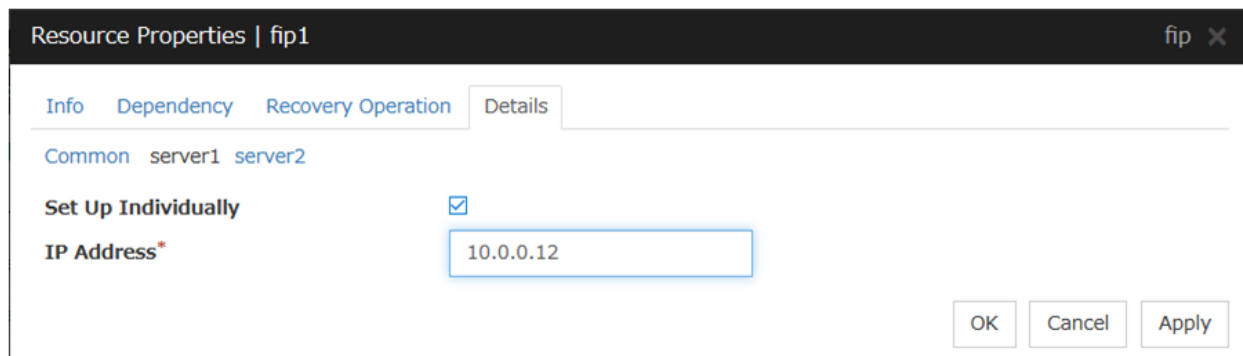 Resource Properties | fip1 fip ×
Info Dependency Recovery Operation Details
Common server1 server2
Set Up Individually
IP Address* 10.0.0.12
OK Cancel Apply